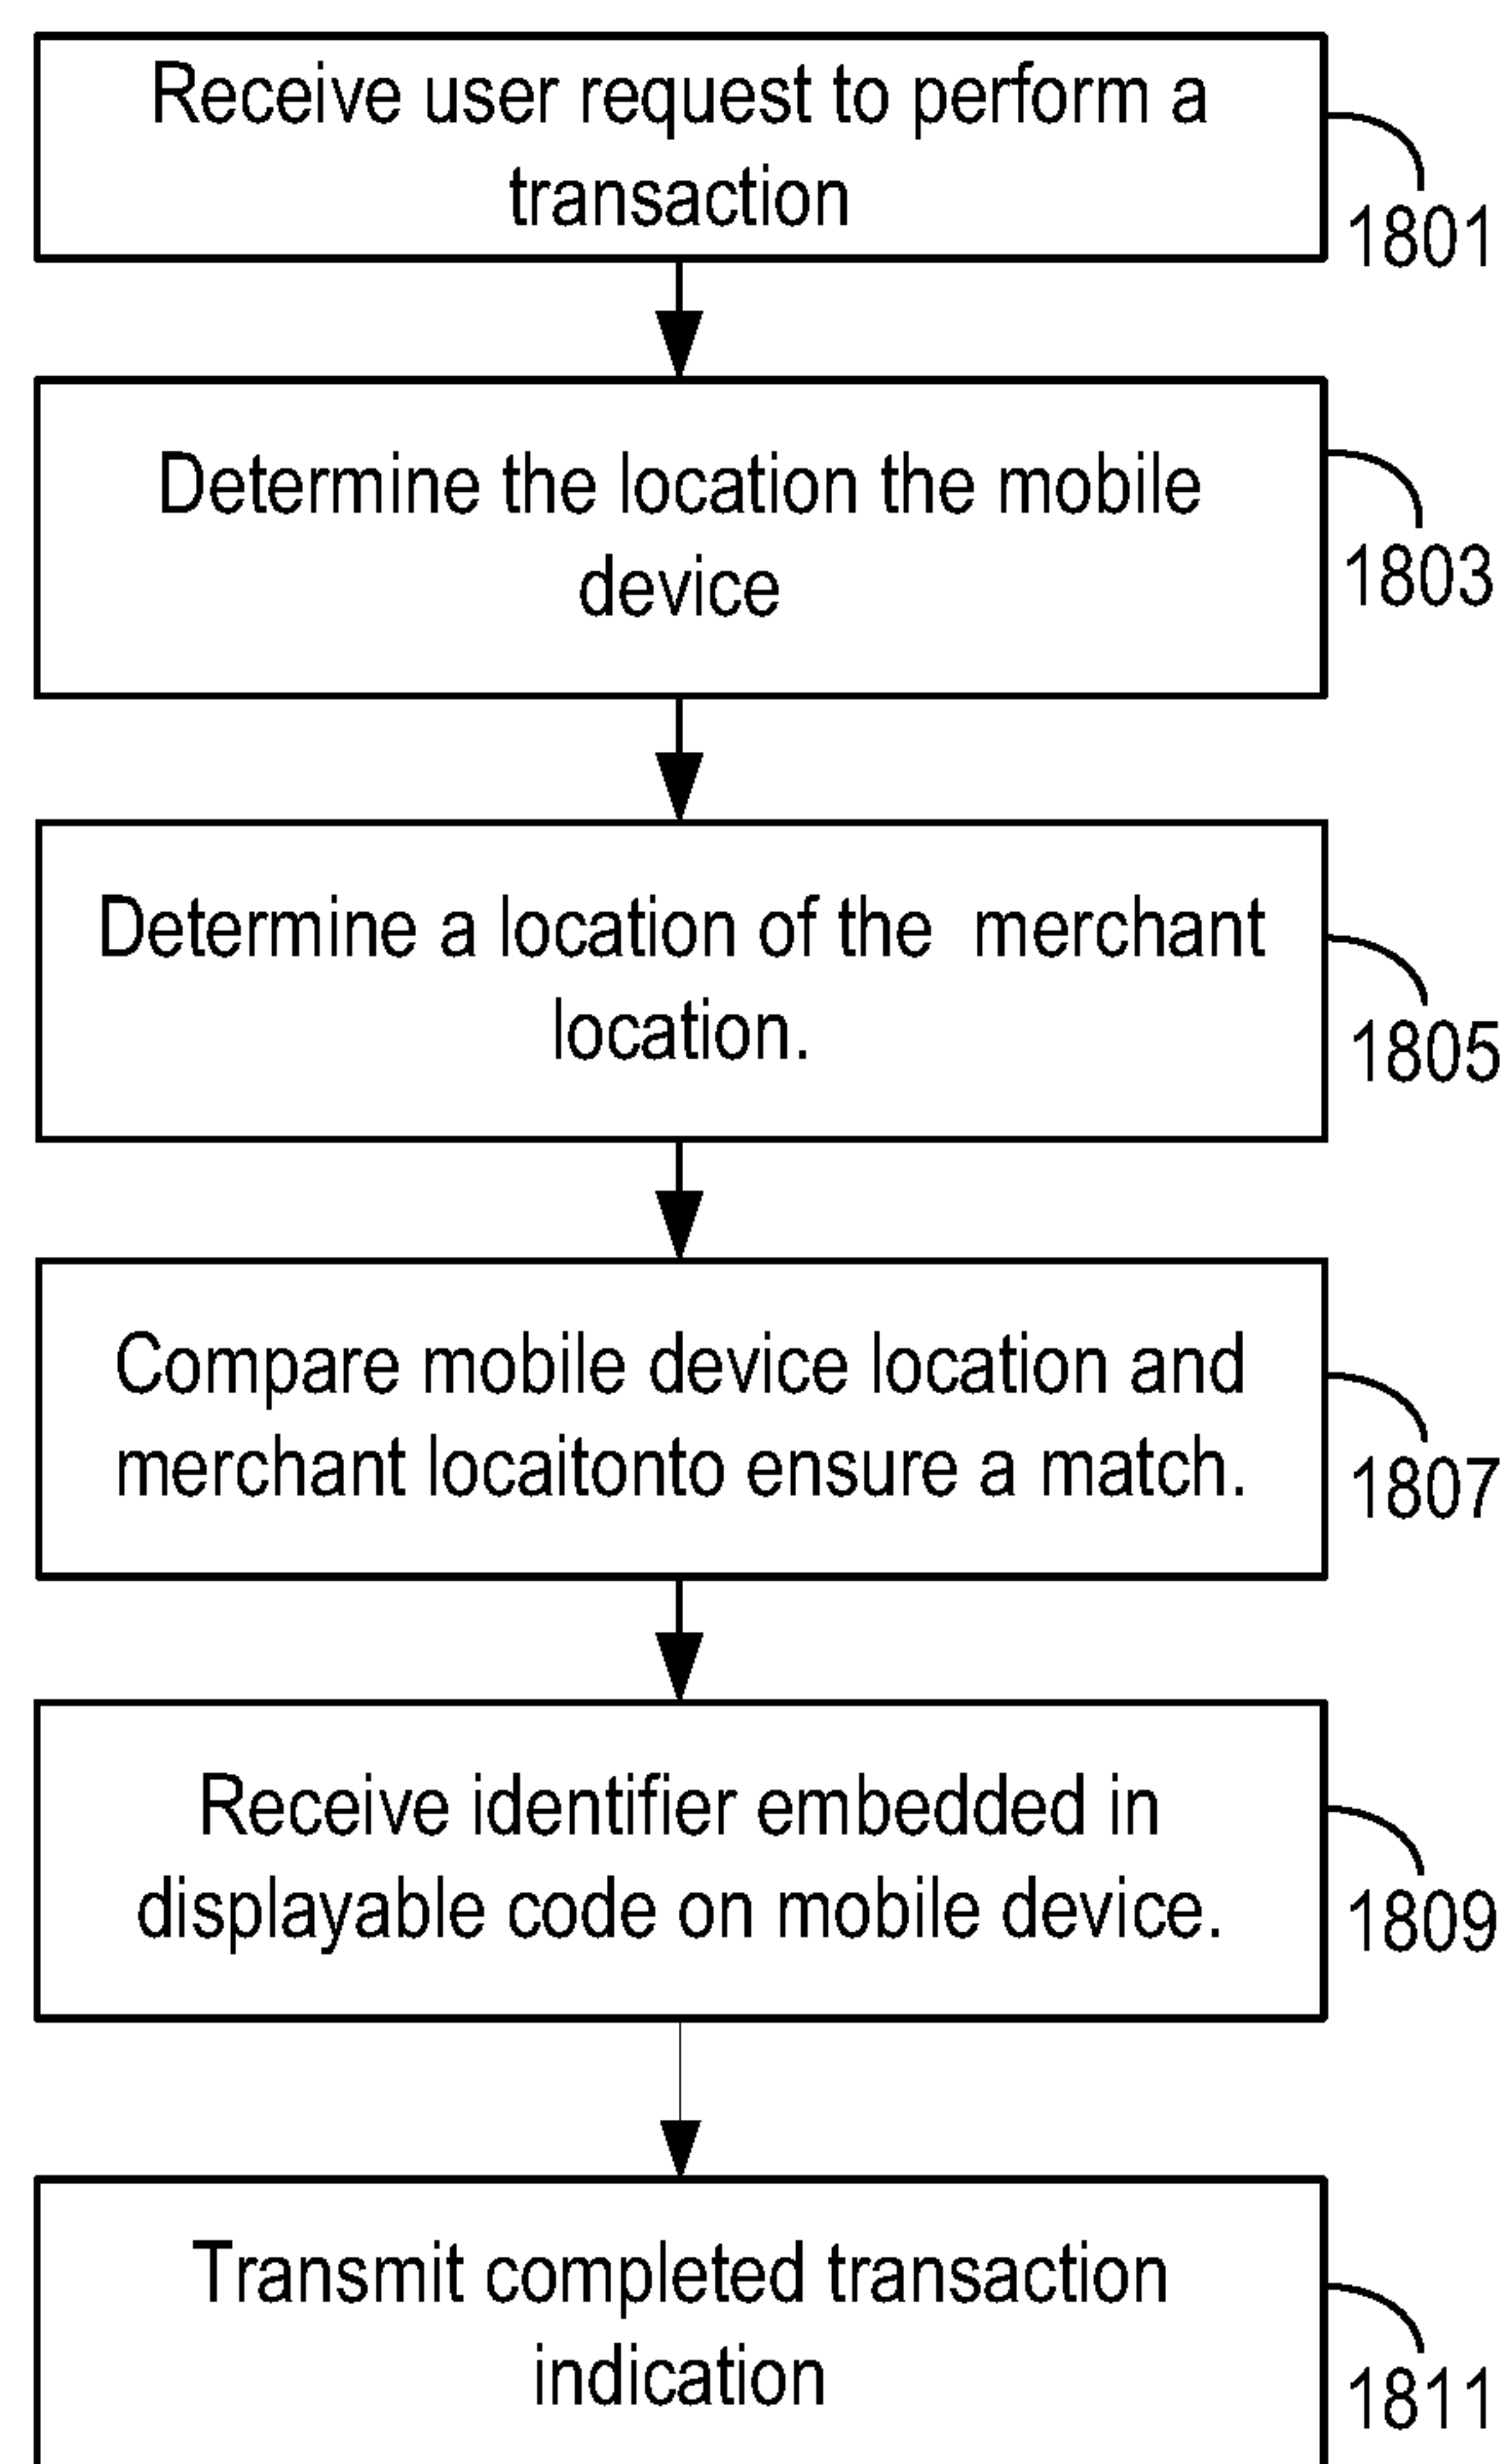 Receive user request to perform a
transaction
1801
Determine the location the mobile
device
1803
Determine a location of the merchant
location.
1805
Compare mobile device location and
merchant locaitonto ensure a match.
1807
Receive identifier embedded in
displayable code on mobile device.
1809
Transmit completed transaction
indication
1811